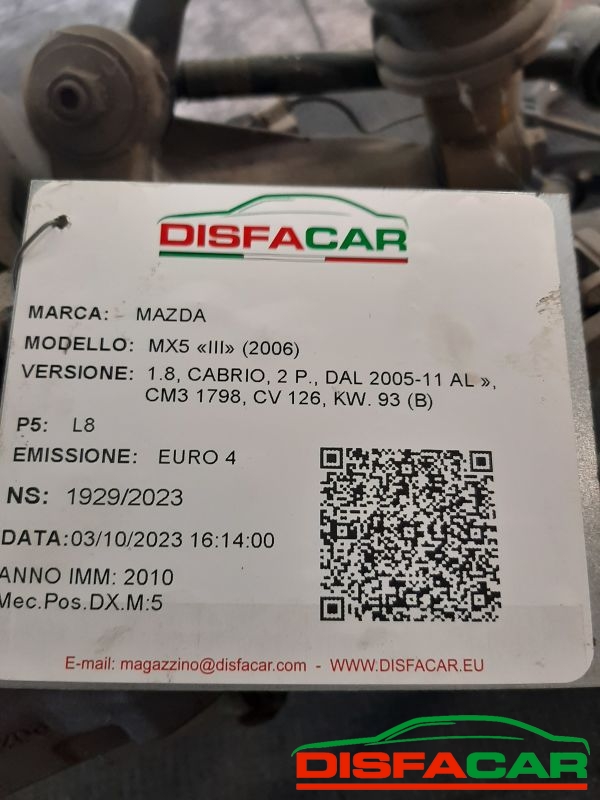 DISFACAR
MARCA: MAZDA
MODELLO: MX5 «III» (2006)
VERSIONE: 1.8, CABRIO, 2 P., DAL 2005-11 AL »,
CM3 1798, CV 126, KW. 93 (B)
P5: L8
EMISSIONE: EURO 4
NS: 1929/2023
DATA:03/10/2023 16:14:00
ANNO IMM: 2010
Mec.Pos.DX.M:5
E-mail: magazzino@disfacar.com - WWW.DISFACAR.EU
DISFACAR